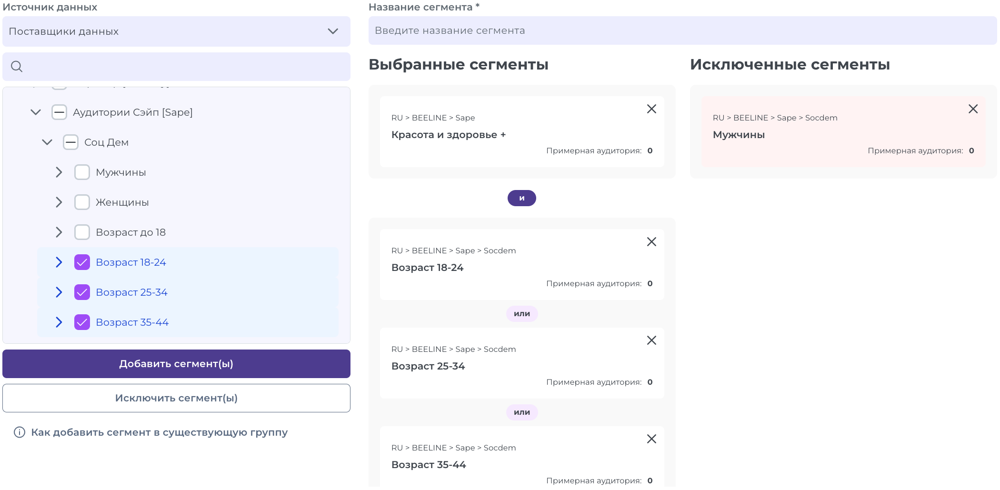 Источник данных
Поставщики данных
Аудитории Сэйп [Sape]
Соц Дем
Мужчины
Женщины
Возраст до 18
Возраст 18-24
Возраст 25-34
Возраст 35-44
Добавить сегмент(ы)
Исключить сегмент(ы)
Как добавить сегмент в существующую группу
Название сегмента *
Введите название сегмента
Выбранные сегменты
RU > BEELINE > Sape
Красота и здоровье +
Примерная аудитория: 0
и
RU > BEELINE > Sape > Socdem
Возраст 18-24
Примерная аудитория: 0
или
RU > BEELINE > Sape > Socdem
Возраст 25-34
Примерная аудитория: 0
или
RU > BEELINE > Sape > Socdem
Возраст 35-44
Примерная аудитория: 0
Исключенные сегменты
RU > BEELINE > Sape > Socdem
Мужчины
Примерная аудитория: 0